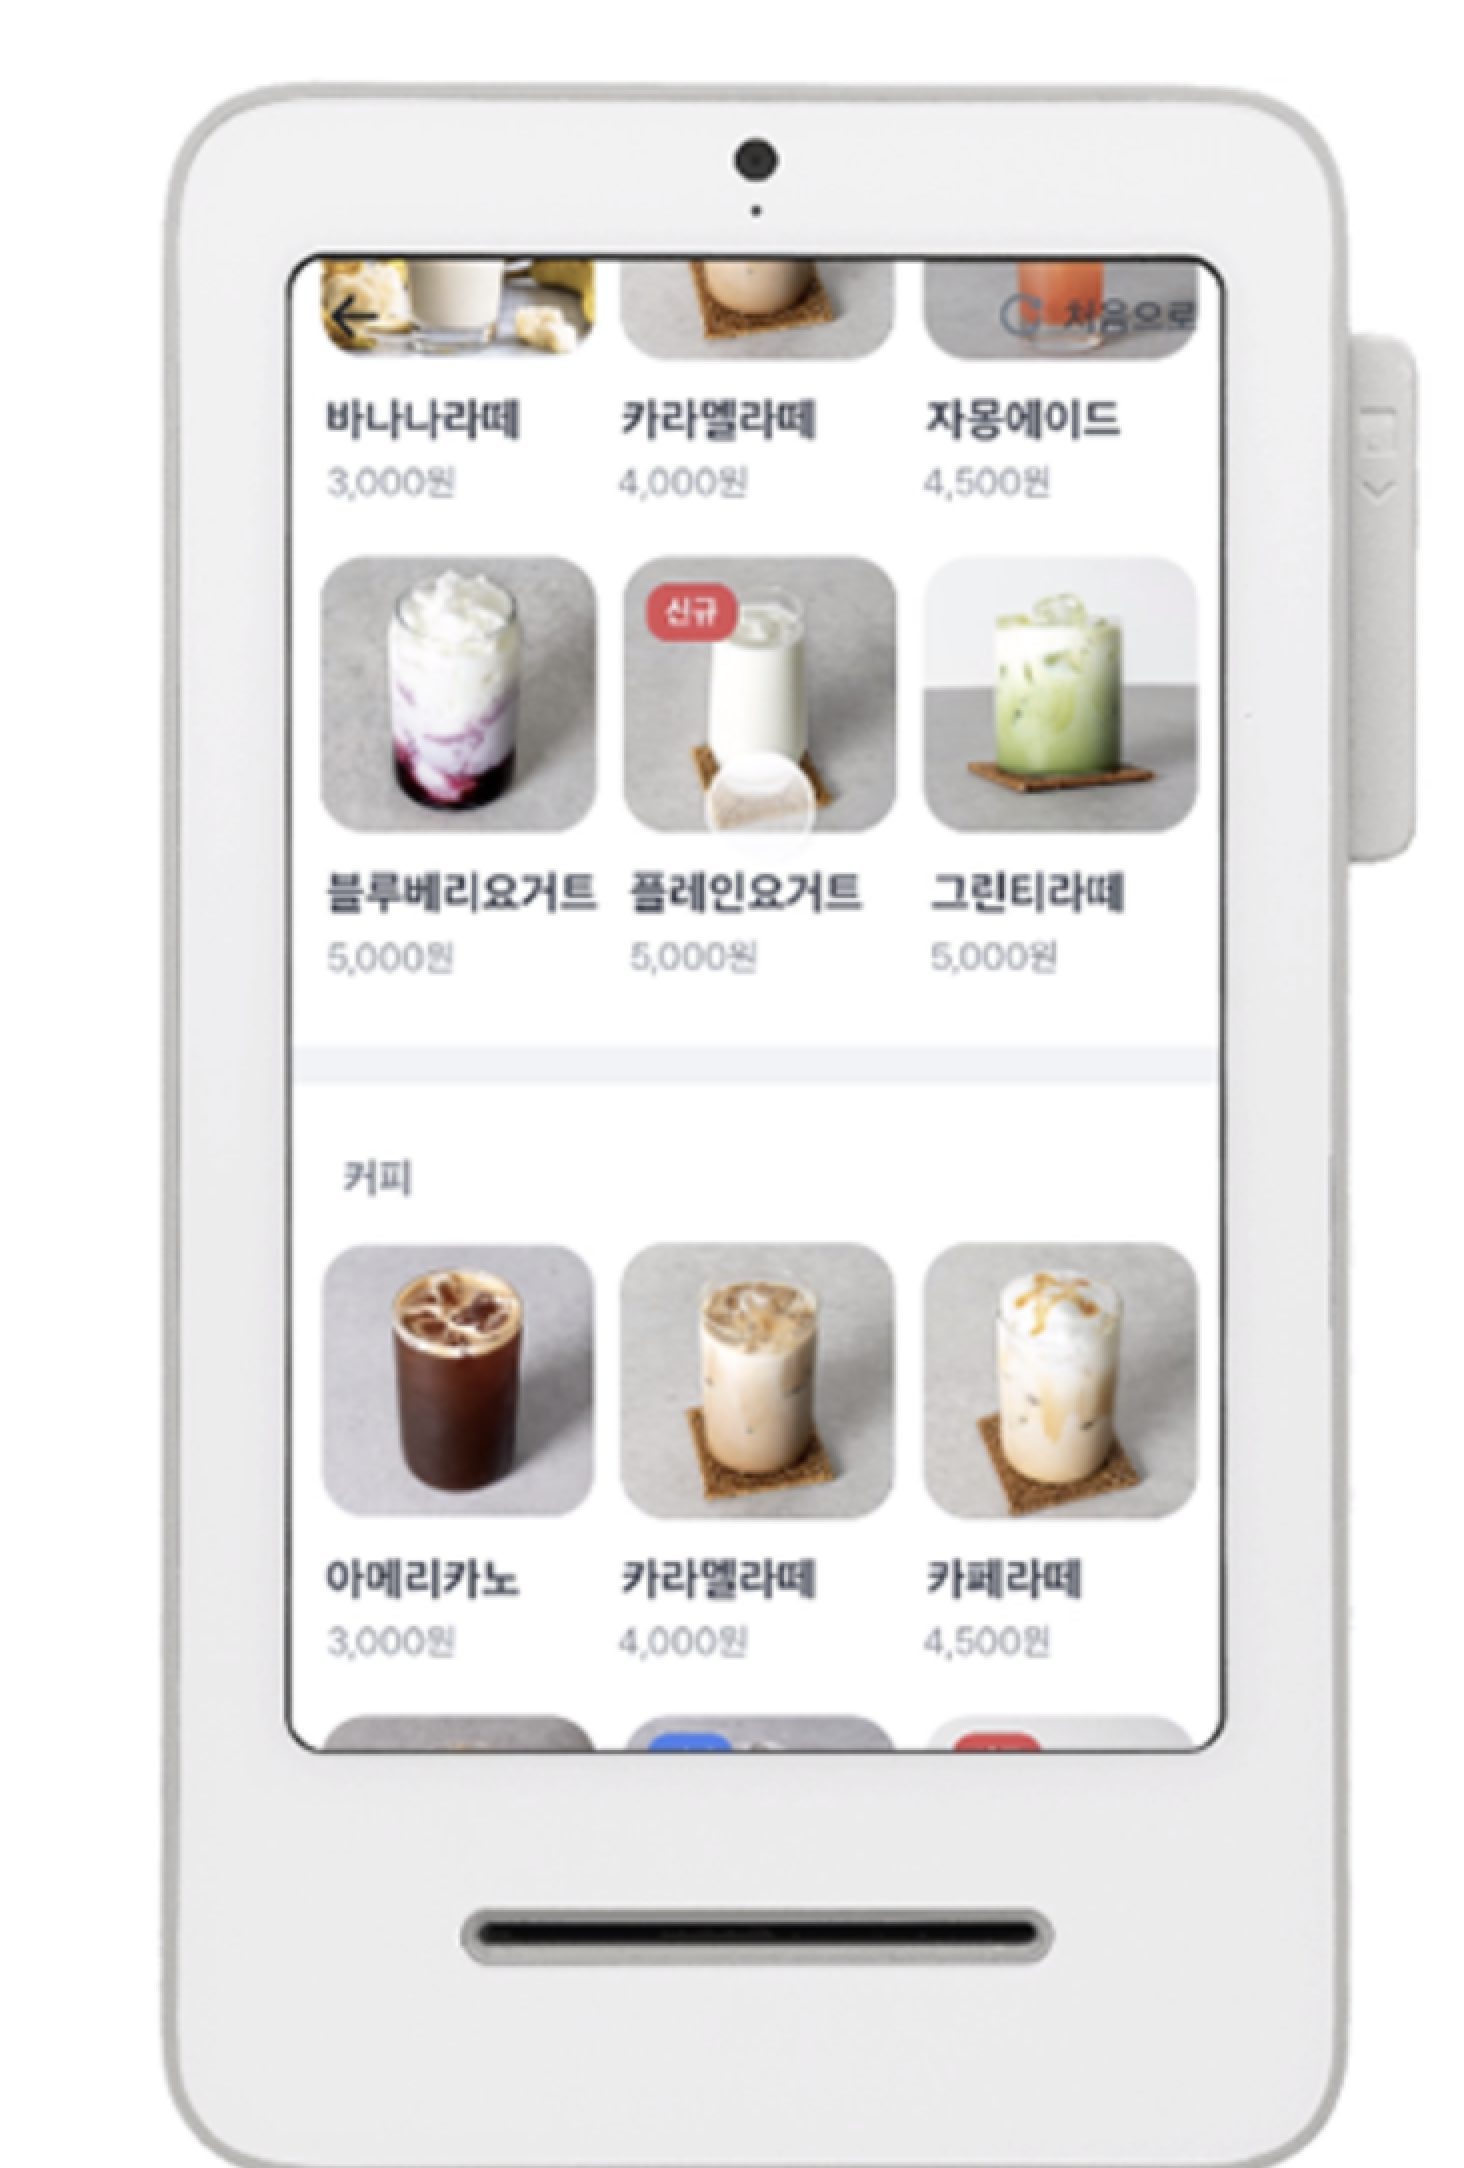 처음으로
바나나라떼 카라멜라떼 자몽에이드
3,000원 4,000원 4,500원
신규
블루베리요거트 플레인요거트 그린티라떼
5,000원 5,000원 5,000원
커피
아메리카노 카라멜라떼 카페라떼
3,000원 4,000원 4,500원